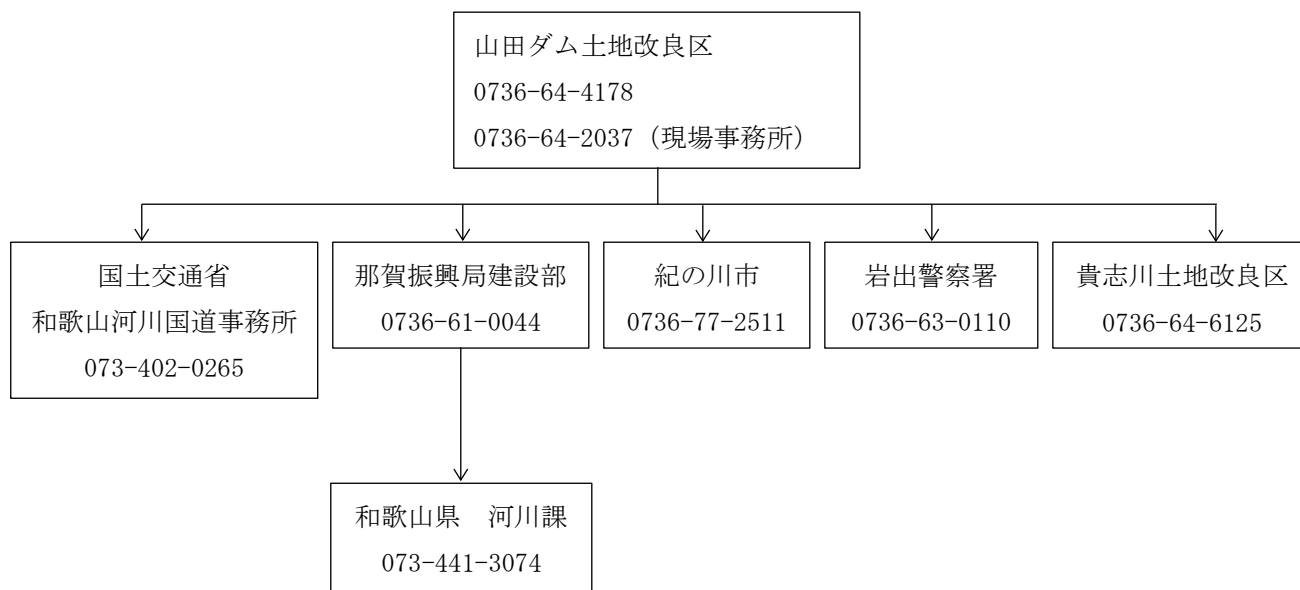 山田ダム土地改良区
0736-64-4178
0736-64-2037（現場事務所）
国土交通省
和歌山河川国道事務所
073-402-0265
那賀振興局建設部
0736-61-0044
紀の川市
0736-77-2511
岩出警察署
0736-63-0110
貴志川土地改良区
0736-64-6125
和歌山県　河川課
073-441-3074